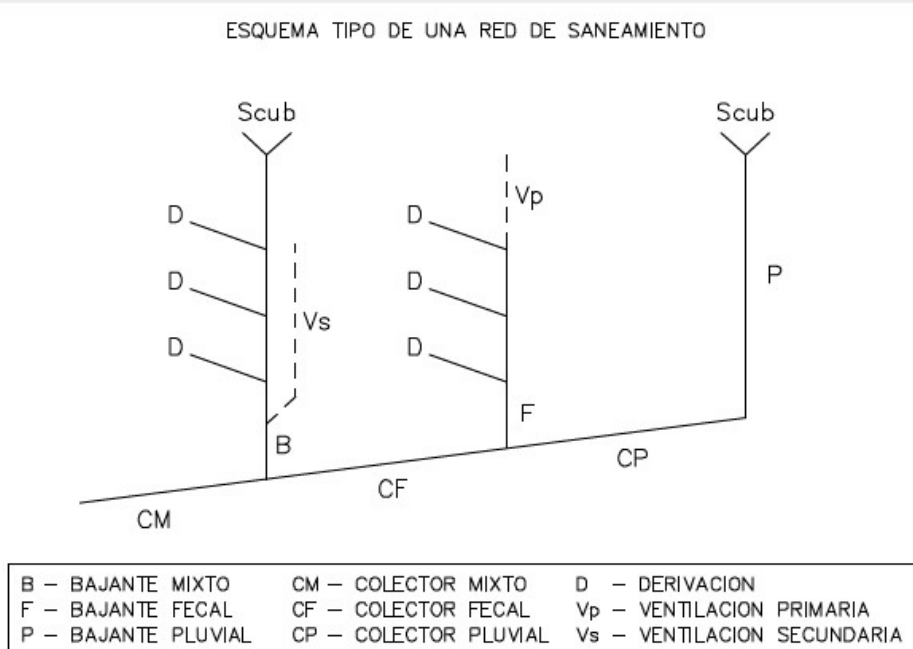 ESQUEMA TIPO DE UNA RED DE SANEAMIENTO
Scub
Scub
D
D
Vp
D
D
P
Vs
D
D
F
B
CP
CF
CM
B – BAJANTE MIXTO CM – COLECTOR MIXTO D – DERIVACION
F – BAJANTE FECAL CF – COLECTOR FECAL Vp – VENTILACION PRIMARIA
P – BAJANTE PLUVIAL CP – COLECTOR PLUVIAL Vs – VENTILACION SECUNDARIA